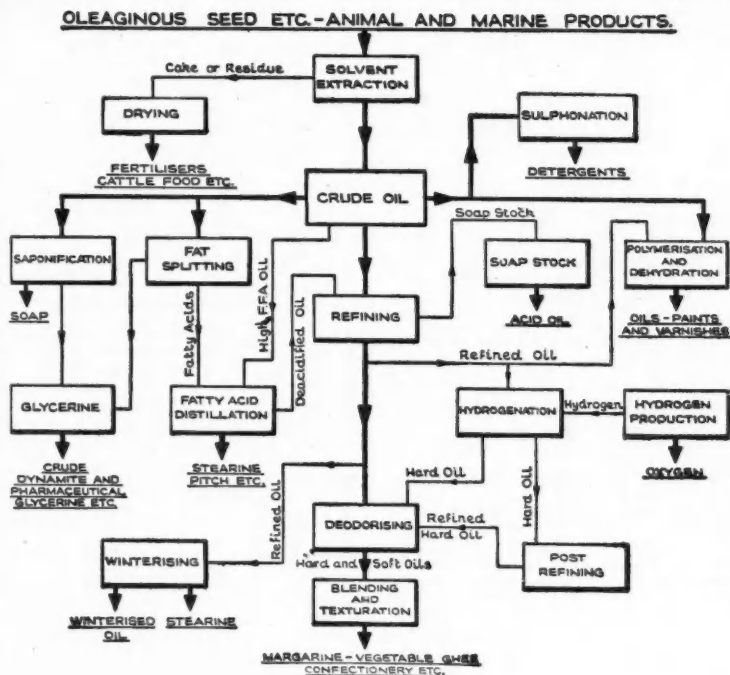 OLEAGINOUS SEED ETC.-ANIMAL AND MARINE PRODUCTS.
SOLVENT
EXTRACTION
Cake or Residue
DRYING
FERTILISERS
CATTLE FOOD ETC.
SULPHONATION
DETERGENTS
CRUDE OIL
SAPONIFICATION
SOAP
FAT
SPLITTING
Fatty Acids
High FFA Oil
Deacidified Oil
REFINING
Soap Stock
SOAP STOCK
ACID OIL
POLYMERISATION
AND
DEHYDRATION
OILS-PAINTS
AND VARNISHES
Refined Oil
GLYCERINE
CRUDE
DYNAMITE AND
PHARMACEUTICAL
GLYCERINE ETC
FATTY ACID
DISTILLATION
STEARINE
PITCH ETC.
HYDROGENATION
Hydrogen
HYDROGEN
PRODUCTION
OXYGEN
Hard Oil
Hard Oil
Refined Oil
DEODORISING
Refined
Hard Oil
POST
REFINING
WINTERISING
WINTERISED
OIL
STEARINE
Hard and Soft Oils
BLENDING
AND
TEXTURATION
MARGARINE-VEGETABLE GHEE
CONFECTIONERY ETC.